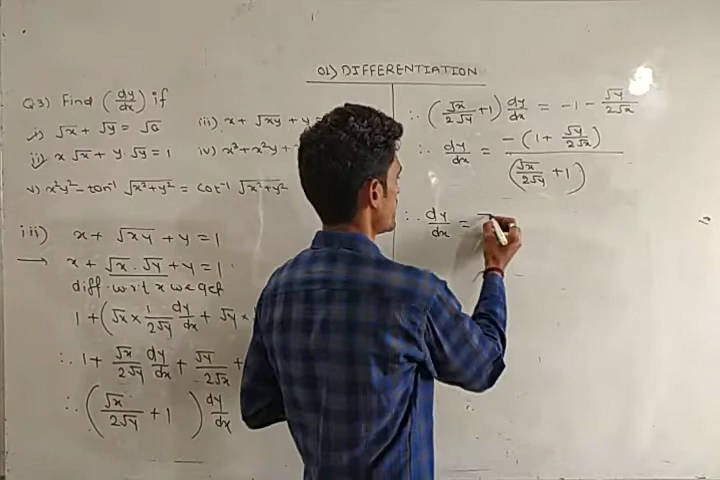 01) DIFFERENTIATION
Q3) Find (dy/dx) if
i) √x + √y = √a
ii) x√x + y.√y = 1
iii) x + √xy + y =
iv) x³ + x²y +
v) x²y² - tan⁻¹ √x²+y² = cot⁻¹ √x²+y²
iii) x + √xy + y = 1
→ x + √x . √y + y = 1
diff. w.r.t x we get
1 + (√x × 1/2√y dy/dx + √y ×
∴ 1 + √x/2√y dy/dx + √y/2√x +
∴ (√x/2√y + 1) dy/dx
∴ (√x/2√y + 1) dy/dx = -1 - √y/2√x
∴ dy/dx = -(1 + √y/2√x) / (√x/2√y + 1)
∴ dy/dx = -